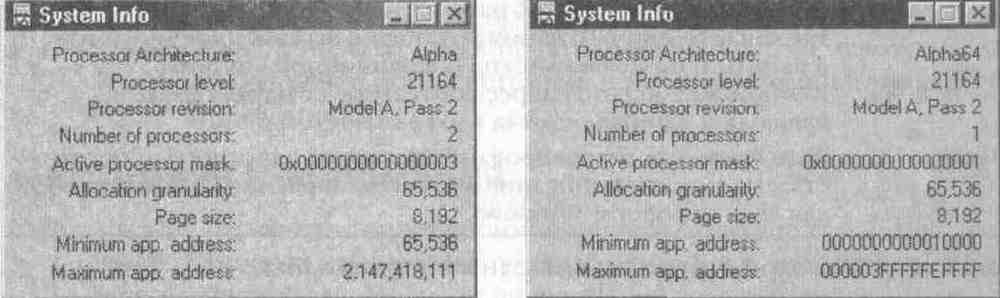 System Info
Processor Architecture: Alpha
Processor level: 21164
Processor revision: Model A, Pass 2
Number of processors: 2
Active processor mask: 0x0000000000000003
Allocation granularity: 65,536
Page size: 8,192
Minimum app. address: 65,536
Maximum app. address: 2,147,418,111
System Info
Processor Architecture: Alpha64
Processor level: 21164
Processor revision: Model A, Pass 2
Number of processors: 1
Active processor mask: 0x0000000000000001
Allocation granularity: 65,536
Page size: 8,192
Minimum app. address: 0000000000010000
Maximum app. address: 000003FFFFFEFFFF